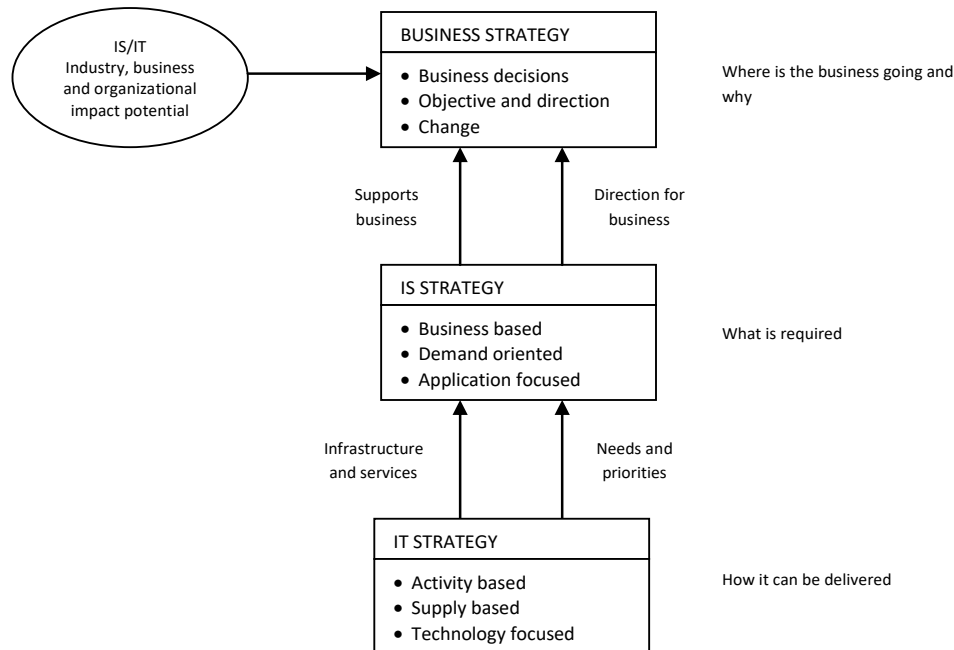 IS/IT
Industry, business
and organizational
impact potential
BUSINESS STRATEGY
• Business decisions
• Objective and direction
• Change
Where is the business going and
why
Supports
business
Direction for
business
IS STRATEGY
• Business based
• Demand oriented
• Application focused
What is required
Infrastructure
and services
Needs and
priorities
IT STRATEGY
• Activity based
• Supply based
• Technology focused
How it can be delivered